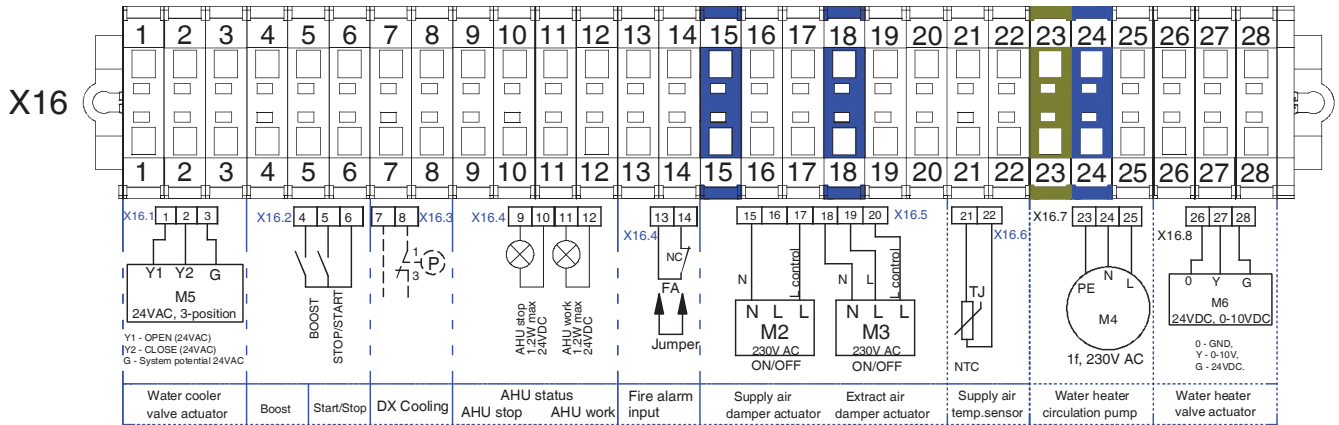 1 2 3 4 5 6 7 8 9 10 11 12 13 14 15 16 17 18 19 20 21 22 23 24 25 26 27 28
X16
1 2 3 4 5 6 7 8 9 10 11 12 13 14 15 16 17 18 19 20 21 22 23 24 25 26 27 28
X16.1 1 2 3
Y1 Y2 G
M5
24VAC, 3-position
Y1 - OPEN (24VAC)
Y2 - CLOSE (24VAC)
G - System potential 24VAC
Water cooler
valve actuator
X16.2 4 5 6
BOOST
STOP/START
Boost
Start/Stop
7 8 X16.3
1
3
P
DX Cooling
X16.4 9 10 11 12
AHU stop
1.2W max
24VDC
AHU work
1.2W max
24VDC
AHU status
AHU stop AHU work
13 14
X16.4
NC
FA
Jumper
Fire alarm
input
15 16 17 18 19 20 X16.5
N L control N L L control
N L L
M2
230V AC
ON/OFF
N L L
M3
230V AC
ON/OFF
Supply air
damper actuator
Extract air
damper actuator
21 22
X16.6
TJ
NTC
Supply air
temp.sensor
X16.7
23 24 25
PE N L
M4
1f, 230V AC
Water heater
circulation pump
26 27 28
X16.8
0 Y G
M6
24VDC, 0-10VDC
0 - GND,
Y - 0-10V,
G - 24VDC.
Water heater
valve actuator